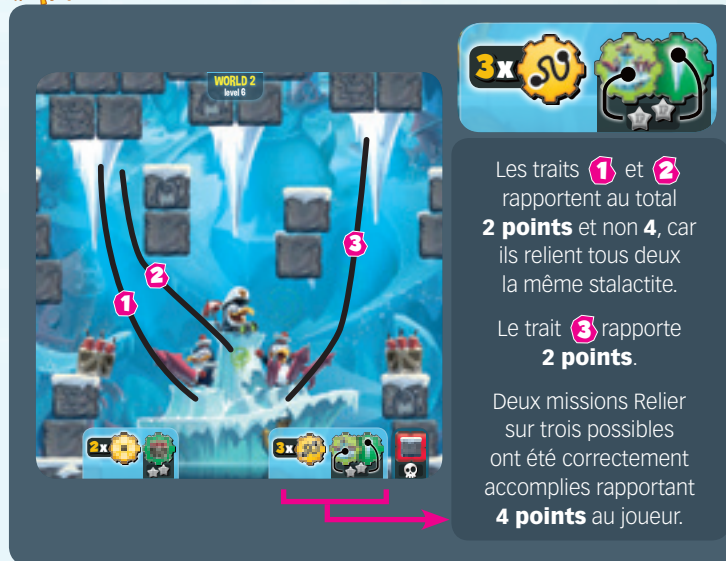 WORLD 2
level 6
3x
17 17
Les traits 1 et 2
rapportent au total
2 points et non 4, car
ils relient tous deux
la même stalactite.
Le trait 3 rapporte
2 points.
Deux missions Relier
sur trois possibles
ont été correctement
accomplies rapportant
4 points au joueur.
1
2
3
2x
3x